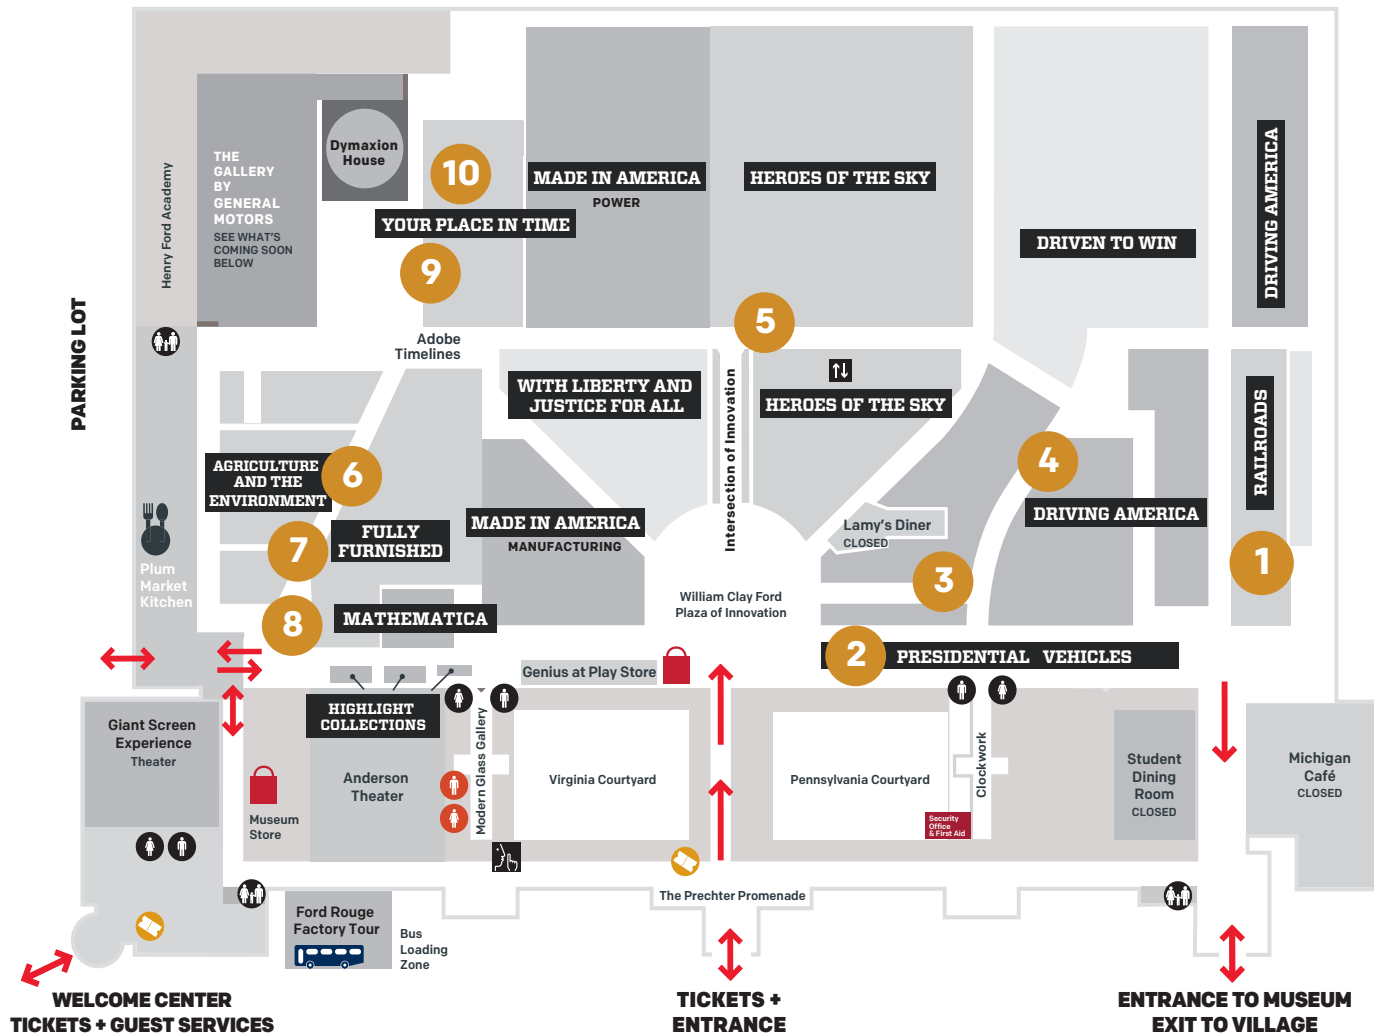 Henry Ford Academy
THE
GALLERY
BY
GENERAL
MOTORS
SEE WHAT'S
COMING SOON
BELOW
Dymaxion
House
10
YOUR PLACE IN TIME
9
MADE IN AMERICA
POWER
HEROES OF THE SKY
DRIVEN TO WIN
DRIVING AMERICA
PARKING LOT
Adobe
Timelines
5
WITH LIBERTY AND
JUSTICE FOR ALL
Intersection of Innovation
HEROES OF THE SKY
RAILROADS
AGRICULTURE
AND THE
ENVIRONMENT
6
4
DRIVING AMERICA
7
FULLY
FURNISHED
MADE IN AMERICA
MANUFACTURING
Lamy's Diner
CLOSED
3
1
Plum
Market
Kitchen
8
MATHEMATICA
William Clay Ford
Plaza of Innovation
2
PRESIDENTIAL VEHICLES
Genius at Play Store
HIGHLIGHT
COLLECTIONS
Giant Screen
Experience
Theater
Museum
Store
Anderson
Theater
Modern Glass Gallery
Virginia Courtyard
Pennsylvania Courtyard
Clockwork
Security
Office
& First Aid
Student
Dining
Room
CLOSED
Michigan
Café
CLOSED
The Prechter Promenade
Ford Rouge
Factory Tour
Bus
Loading
Zone
WELCOME CENTER
TICKETS + GUEST SERVICES
TICKETS +
ENTRANCE
ENTRANCE TO MUSEUM
EXIT TO VILLAGE